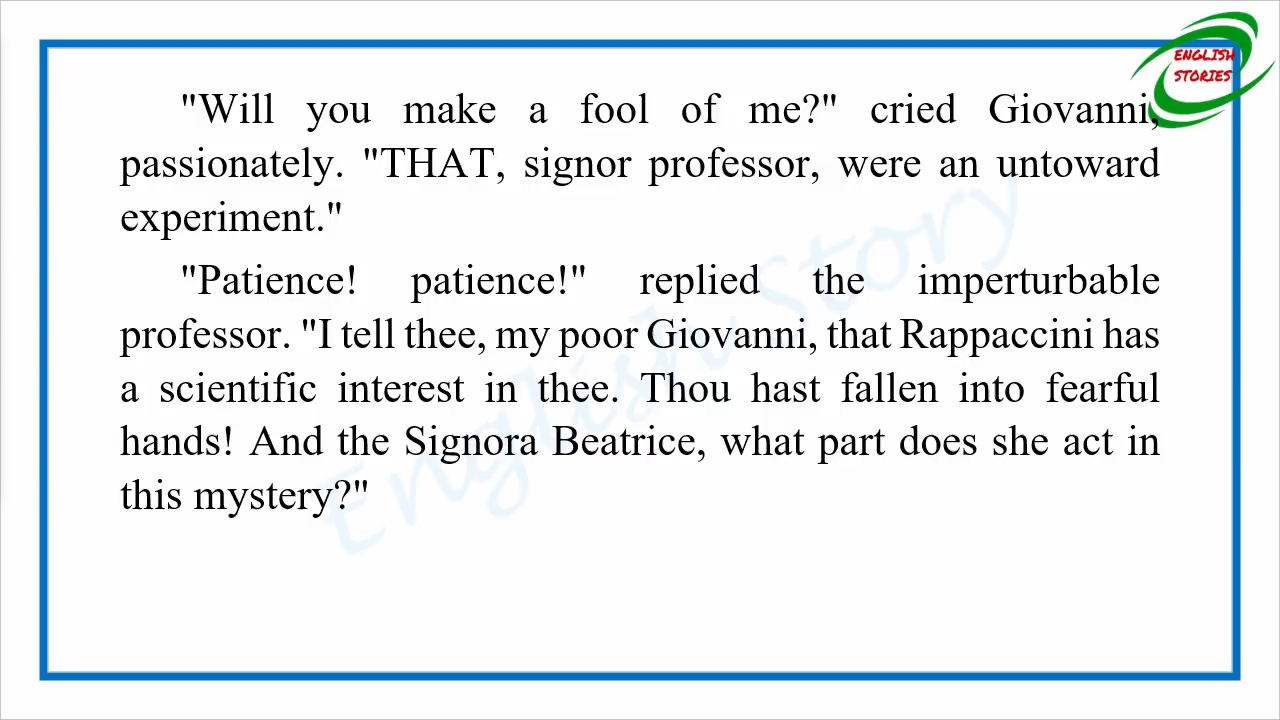 ENGLISH
STORIES
"Will you make a fool of me?" cried Giovanni,
passionately. "THAT, signor professor, were an untoward
experiment."
"Patience! patience!" replied the imperturbable
professor. "I tell thee, my poor Giovanni, that Rappaccini has
a scientific interest in thee. Thou hast fallen into fearful
hands! And the Signora Beatrice, what part does she act in
this mystery?"
English Story